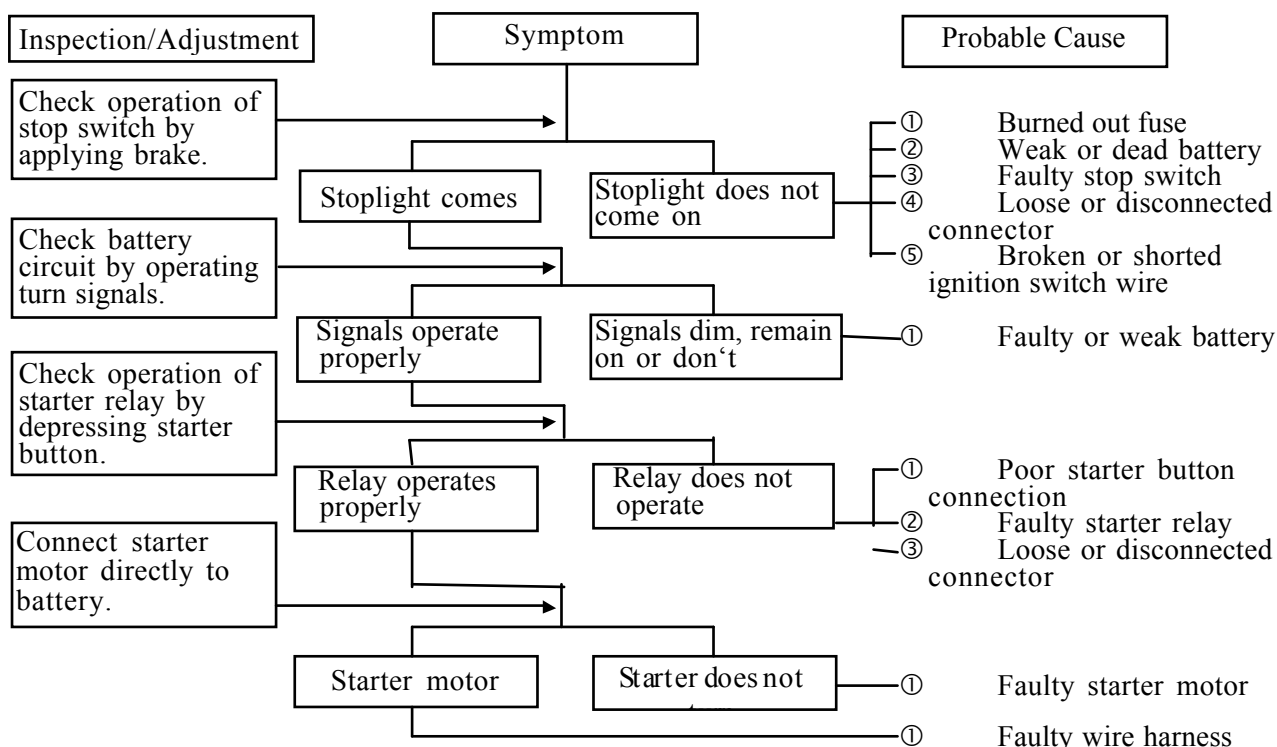 Inspection/Adjustment
Symptom
Probable Cause
Check operation of
stop switch by
applying brake.
Stoplight comes
Stoplight does not
come on
① Burned out fuse
② Weak or dead battery
③ Faulty stop switch
④ Loose or disconnected
connector
⑤ Broken or shorted
ignition switch wire
Check battery
circuit by operating
turn signals.
Signals operate
properly
Signals dim, remain
on or don‘t
① Faulty or weak battery
Check operation of
starter relay by
depressing starter
button.
Relay operates
properly
Relay does not
operate
① Poor starter button
connection
② Faulty starter relay
③ Loose or disconnected
connector
Connect starter
motor directly to
battery.
Starter motor
Starter does not
① Faulty starter motor
① Faulty wire harness